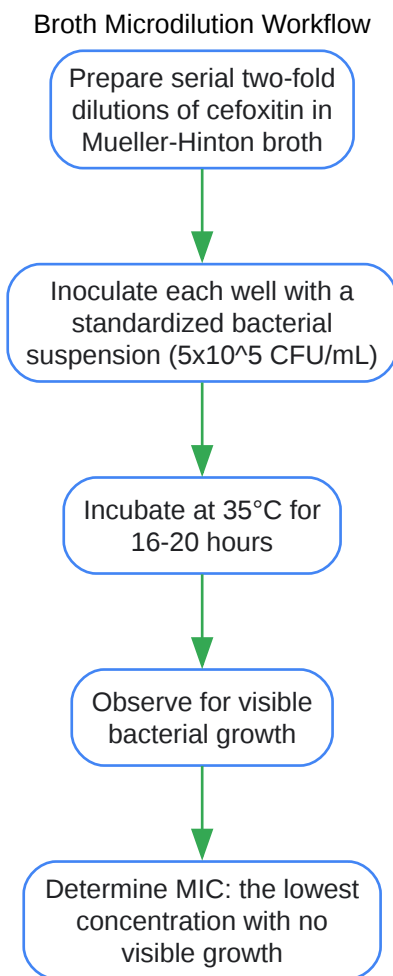 Broth Microdilution Workflow
Prepare serial two-fold
dilutions of cefoxitin in
Mueller-Hinton broth
Inoculate each well with a
standardized bacterial
suspension (5x10^5 CFU/mL)
Incubate at 35°C for
16-20 hours
Observe for visible
bacterial growth
Determine MIC: the lowest
concentration with no
visible growth